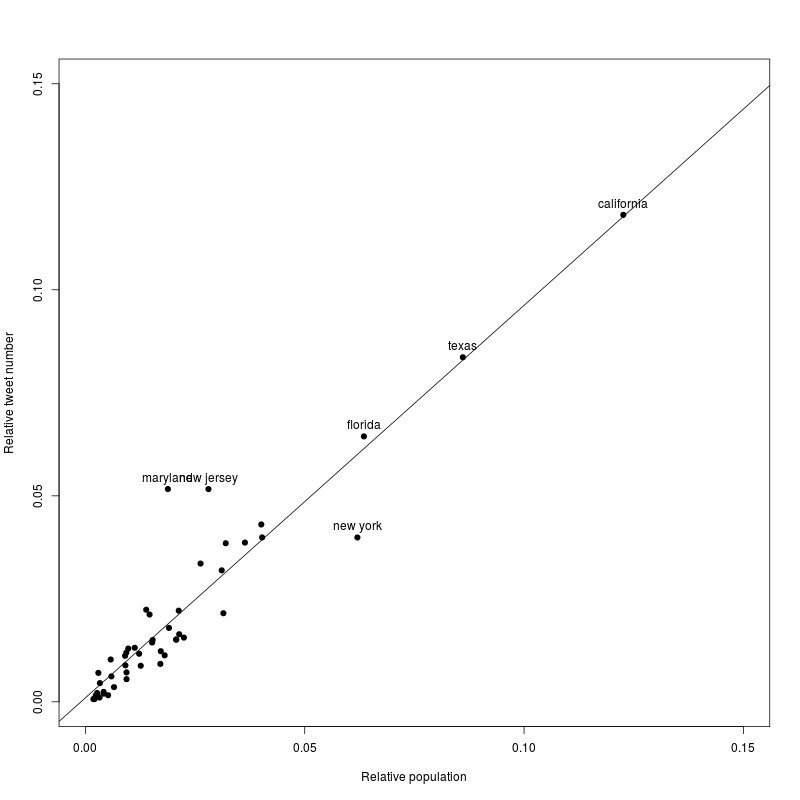 0.15
california
0.10
texas
Relative tweet number
florida
maryland
new jersey
0.05
new york
0.00
0.00
0.05
0.10
0.15
Relative population